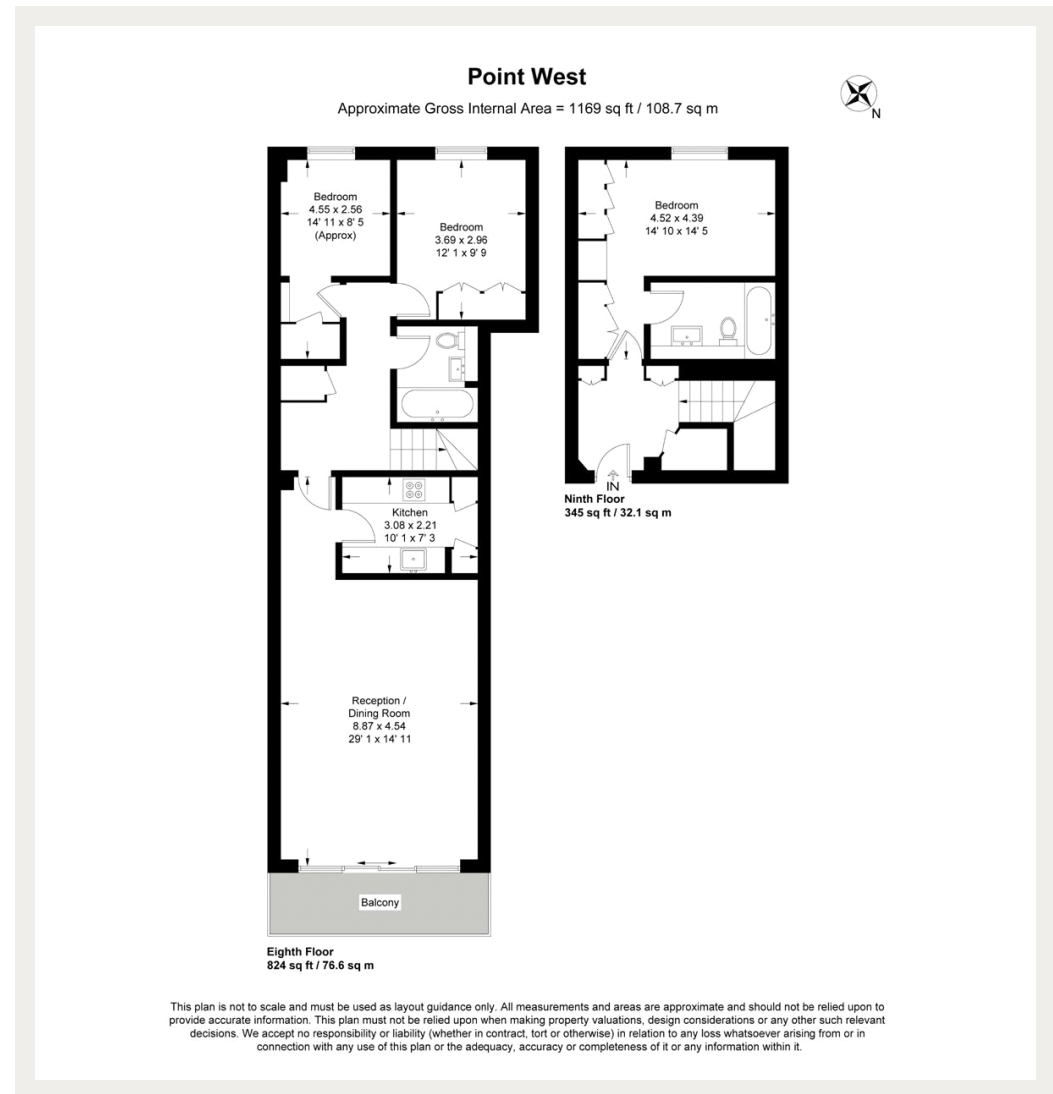 Point West
Approximate Gross Internal Area = 1169 sq ft / 108.7 sq m
N
Bedroom
4.55 x 2.56
14' 11 x 8' 5
(Approx)
Bedroom
3.69 x 2.96
12' 1 x 9' 9
Bedroom
4.52 x 4.39
14' 10 x 14' 5
Kitchen
3.08 x 2.21
10' 1 x 7' 3
IN
Ninth Floor
345 sq ft / 32.1 sq m
Reception /
Dining Room
8.87 x 4.54
29' 1 x 14' 11
Balcony
Eighth Floor
824 sq ft / 76.6 sq m
This plan is not to scale and must be used as layout guidance only. All measurements and areas are approximate and should not be relied upon to
provide accurate information. This plan must not be relied upon when making property valuations, design considerations or any other such relevant
decisions. We accept no responsibility or liability (whether in contract, tort or otherwise) in relation to any loss whatsoever arising from or in
connection with any use of this plan or the adequacy, accuracy or completeness of it or any information within it.